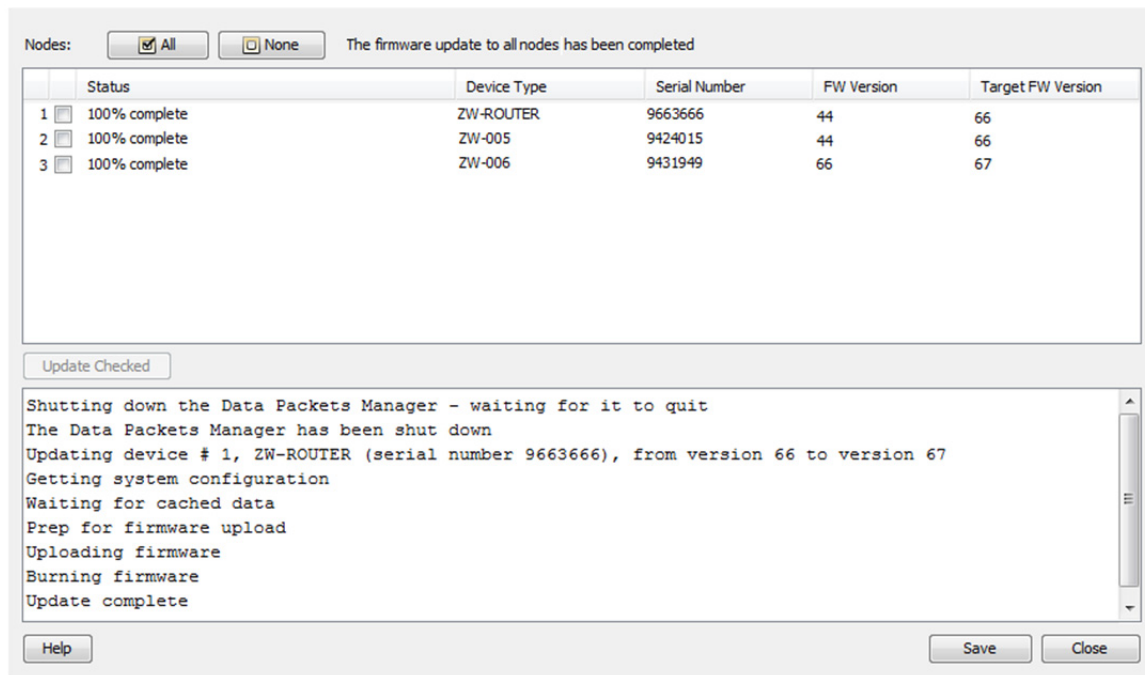 Nodes: All None The firmware update to all nodes has been completed
Status Device Type Serial Number FW Version Target FW Version
1 100% complete ZW-ROUTER 9663666 44 66
2 100% complete ZW-005 9424015 44 66
3 100% complete ZW-006 9431949 66 67
Update Checked
Shutting down the Data Packets Manager - waiting for it to quit
The Data Packets Manager has been shut down
Updating device # 1, ZW-ROUTER (serial number 9663666), from version 66 to version 67
Getting system configuration
Waiting for cached data
Prep for firmware upload
Uploading firmware
Burning firmware
Update complete
Help Save Close